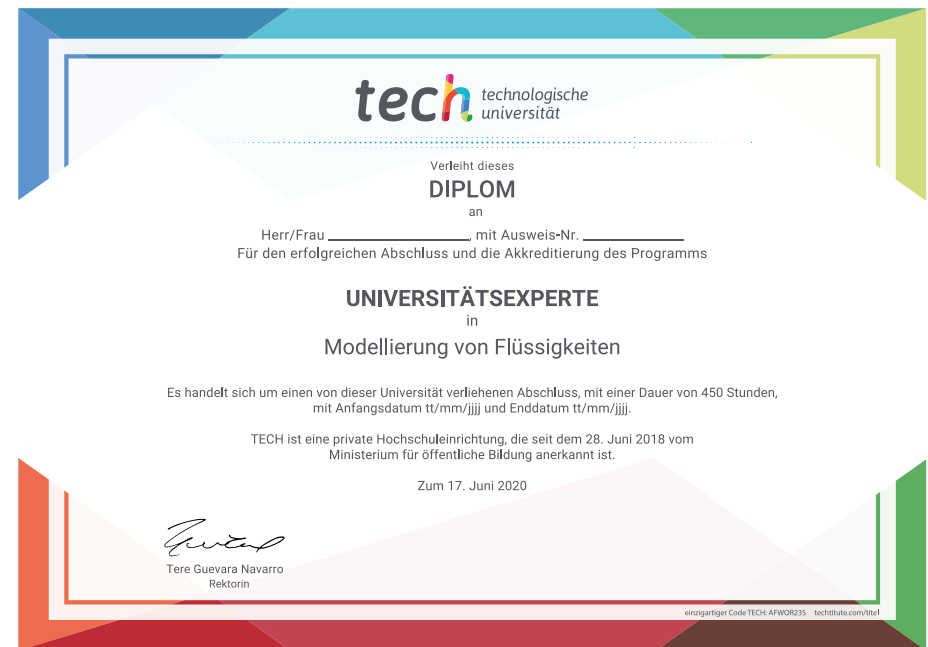 tech technologische
universität
Verleiht dieses
DIPLOM
an
Herr/Frau ____________, mit Ausweis-Nr. ____________
Für den erfolgreichen Abschluss und die Akkreditierung des Programms
UNIVERSITÄTSEXPERTE
in
Modellierung von Flüssigkeiten
Es handelt sich um einen von dieser Universität verliehenen Abschluss, mit einer Dauer von 450 Stunden,
mit Anfangsdatum tt/mm/jjjj und Enddatum tt/mm/jjjj.
TECH ist eine private Hochschuleinrichtung, die seit dem 28. Juni 2018 vom
Ministerium für öffentliche Bildung anerkannt ist.
Zum 17. Juni 2020
Tere Guevara Navarro
Rektorin
einzigartiger Code TECH: AFWOR23S techtitute.com/titel